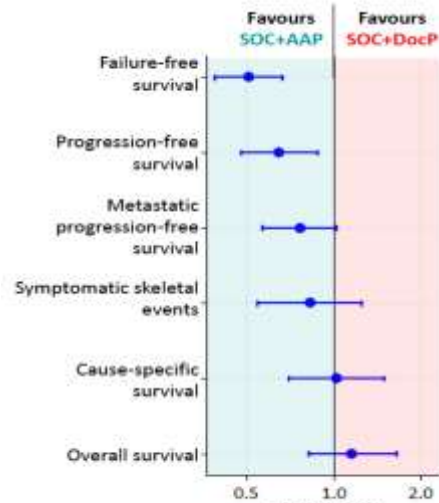 Favours Favours
SOC+AAP SOC+DocP
Failure-free
survival
Progression-free
survival
Metastatic
progression-free
survival
Symptomatic skeletal
events
Cause-specific
survival
Overall survival
0.5 1.0 2.0